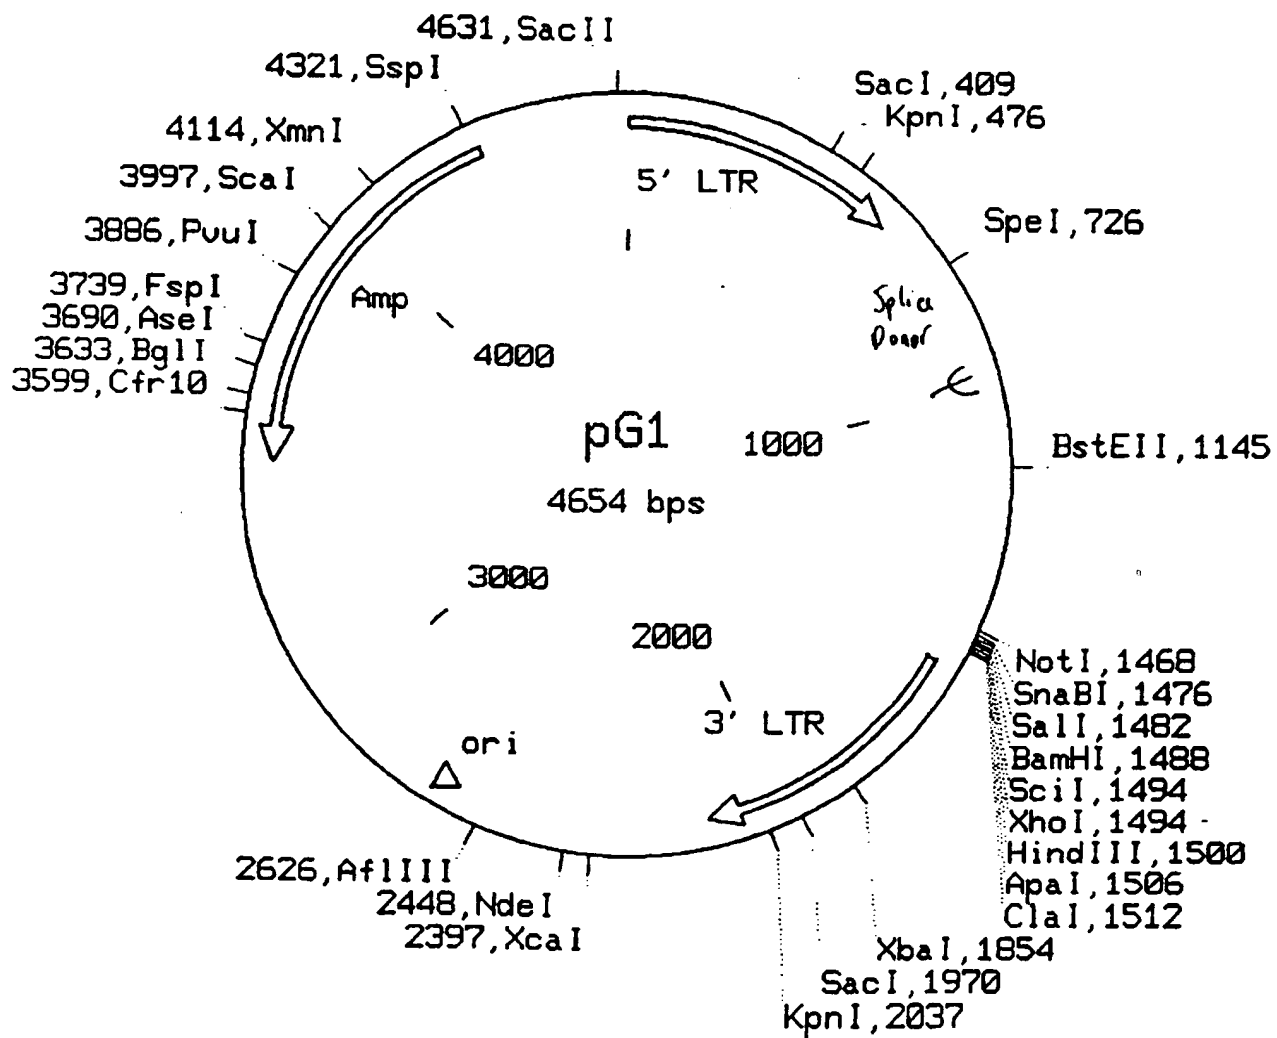 4631,SacII
4321,SspI
SacI,409
KpnI,476
4114,XmnI
3997,ScaI
5' LTR
3886,PvuI
SpeI,726
3739,FspI
3690,AseI
3633,BglI
3599,Cfr10
Amp
Splice
Donor
4000
pG1
1000
BstEII,1145
4654 bps
3000
2000
NotI,1468
SnaBI,1476
SalI,1482
BamHI,1488
SciI,1494
XhoI,1494
HindIII,1500
ApaI,1506
ClaI,1512
3' LTR
ori
2626,AflIII
2448,NdeI
2397,XcaI
XbaI,1854
SacI,1970
KpnI,2037